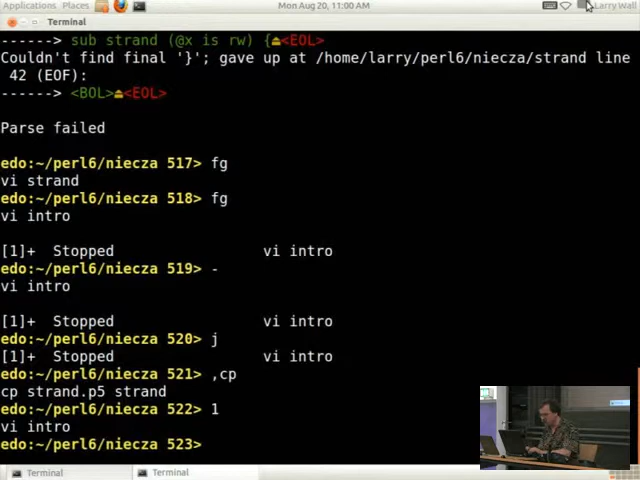 Applications Places Mon Aug 20, 11:00 AM Larry Wall
Terminal
------> sub strand (@x is rw) {⏏<EOL>
Couldn't find final '}'; gave up at /home/larry/perl6/niecza/strand line
42 (EOF):
------> <BOL>⏏<EOL>
Parse failed
edo:~/perl6/niecza 517> fg
vi strand
edo:~/perl6/niecza 518> fg
vi intro
[1]+ Stopped vi intro
edo:~/perl6/niecza 519> -
vi intro
[1]+ Stopped vi intro
edo:~/perl6/niecza 520> j
[1]+ Stopped vi intro
edo:~/perl6/niecza 521> ,cp
cp strand.p5 strand
edo:~/perl6/niecza 522> 1
vi intro
edo:~/perl6/niecza 523>
Terminal Terminal